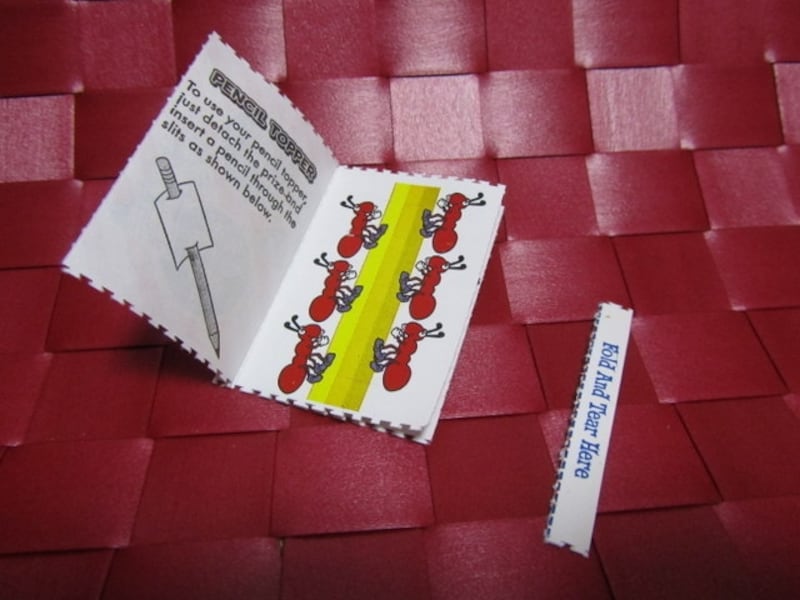 PENCIL TOPPER
To use your pencil topper,
just detach the prize and
insert a pencil through the
slits as shown below.
Fold And Tear Here